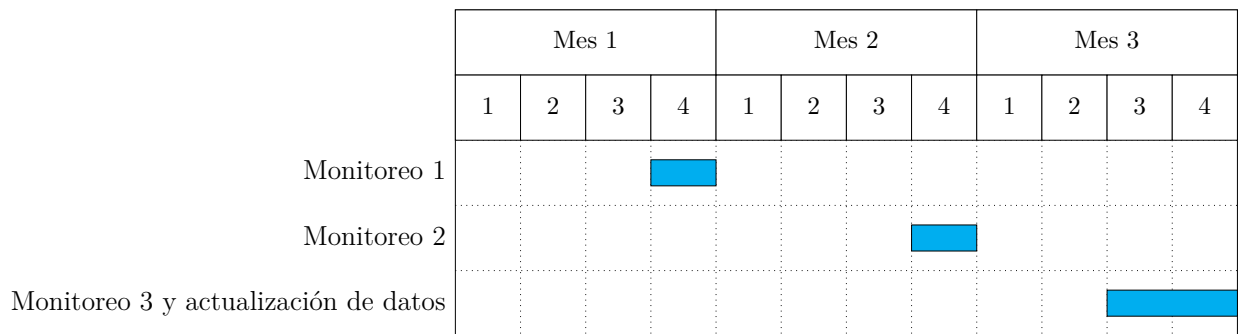 Mes 1 Mes 2 Mes 3
1 2 3 4 1 2 3 4 1 2 3 4
Monitoreo 1
Monitoreo 2
Monitoreo 3 y actualización de datos